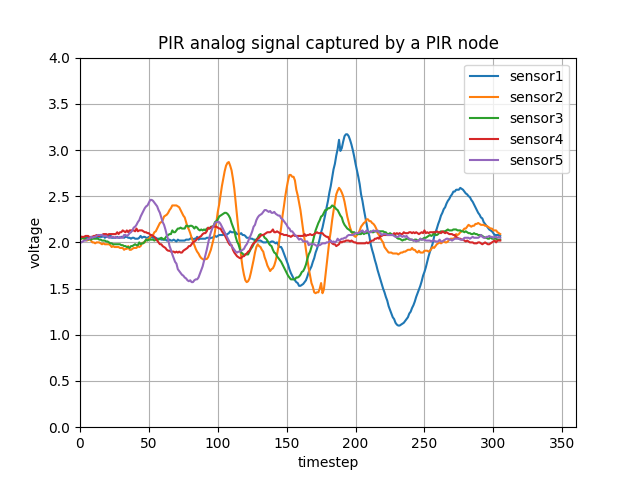 PIR analog signal captured by a PIR node
4.0
3.5
3.0
2.5
2.0
1.5
1.0
0.5
0.0
voltage
sensor1
sensor2
sensor3
sensor4
sensor5
0 50 100 150 200 250 300 350
timestep